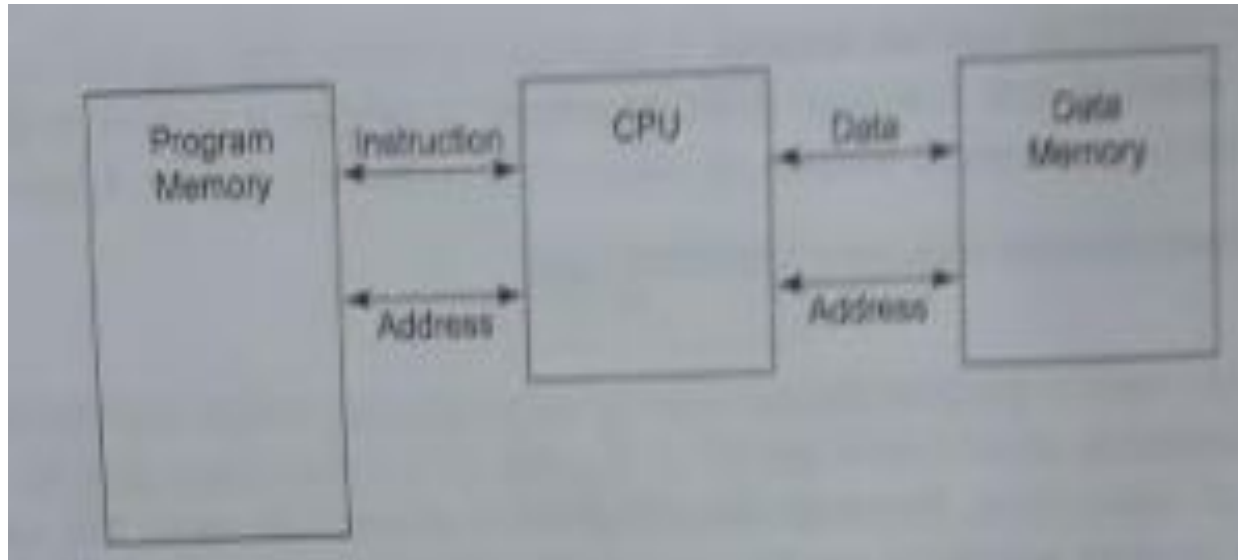 Program
Memory
Instruction
Address
CPU
Data
Address
Data
Memory